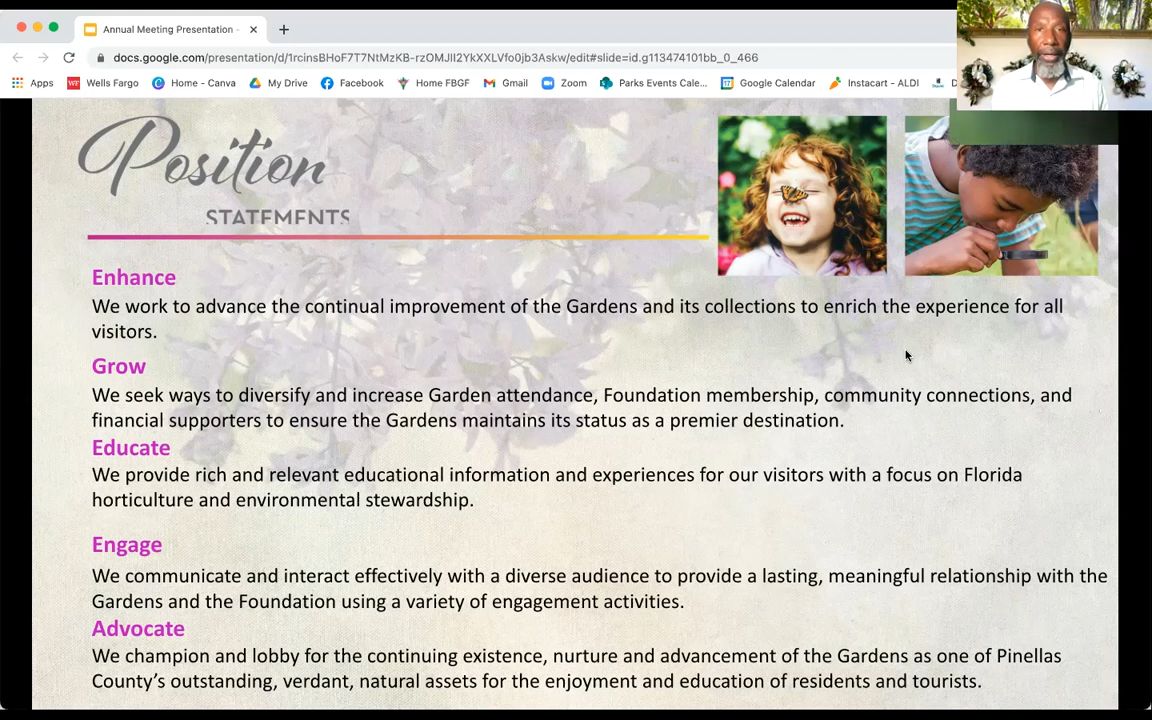 Annual Meeting Presentation -
docs.google.com/presentation/d/1rcinsBHoF7T7NtMzKB-rzOMJII2YkXXLVfo0jb3Askw/edit#slide=id.g113474101bb_0_466
Apps Wells Fargo Home - Canva My Drive Facebook Home FBGF Gmail Zoom Parks Events Cale... Google Calendar Instacart - ALDI
Position
STATEMENTS
Enhance
We work to advance the continual improvement of the Gardens and its collections to enrich the experience for all
visitors.
Grow
We seek ways to diversify and increase Garden attendance, Foundation membership, community connections, and
financial supporters to ensure the Gardens maintains its status as a premier destination.
Educate
We provide rich and relevant educational information and experiences for our visitors with a focus on Florida
horticulture and environmental stewardship.
Engage
We communicate and interact effectively with a diverse audience to provide a lasting, meaningful relationship with the
Gardens and the Foundation using a variety of engagement activities.
Advocate
We champion and lobby for the continuing existence, nurture and advancement of the Gardens as one of Pinellas
County's outstanding, verdant, natural assets for the enjoyment and education of residents and tourists.